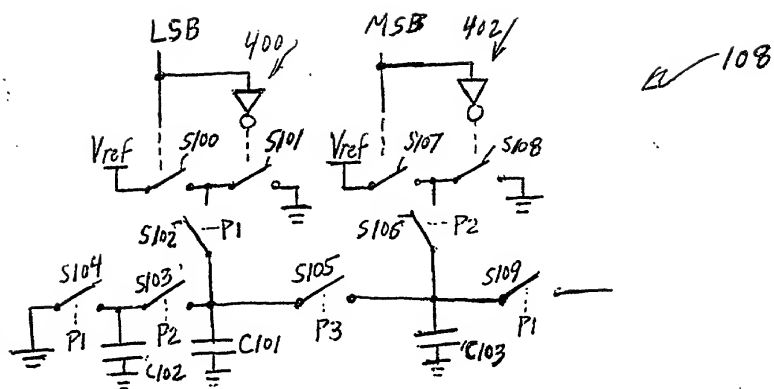 LSB 400 MSB 402 108
Vref S100 S101 Vref S107 S108
S102 P1 S106 P2
S104 S103 S105 S109
P1 P2 P3 P1
C102 C101 C103